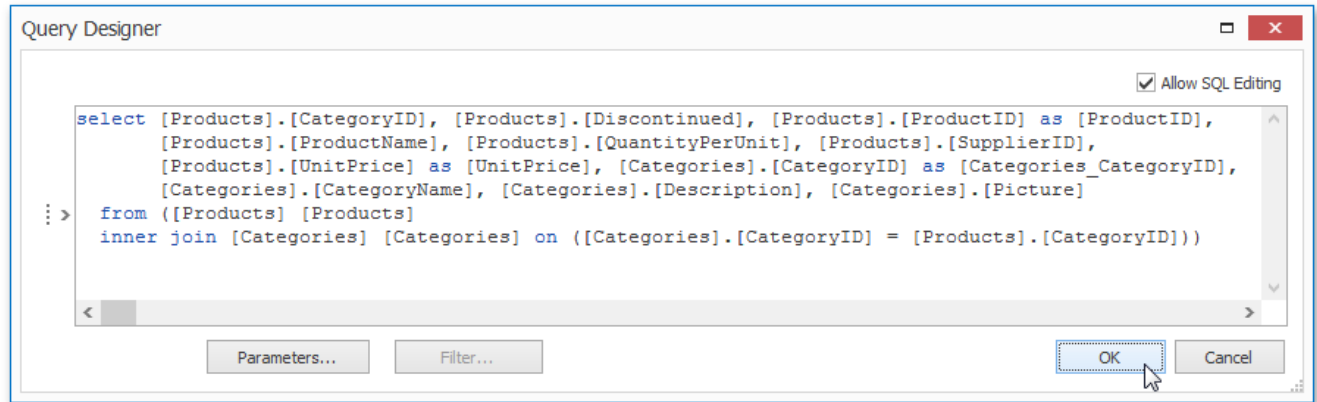 Query Designer
Allow SQL Editing
select [Products].[CategoryID], [Products].[Discontinued], [Products].[ProductID] as [ProductID],
[Products].[ProductName], [Products].[QuantityPerUnit], [Products].[SupplierID],
[Products].[UnitPrice] as [UnitPrice], [Categories].[CategoryID] as [Categories_CategoryID],
[Categories].[CategoryName], [Categories].[Description], [Categories].[Picture]
from ([Products] [Products]
inner join [Categories] [Categories] on ([Categories].[CategoryID] = [Products].[CategoryID]))
Parameters... Filter... OK Cancel